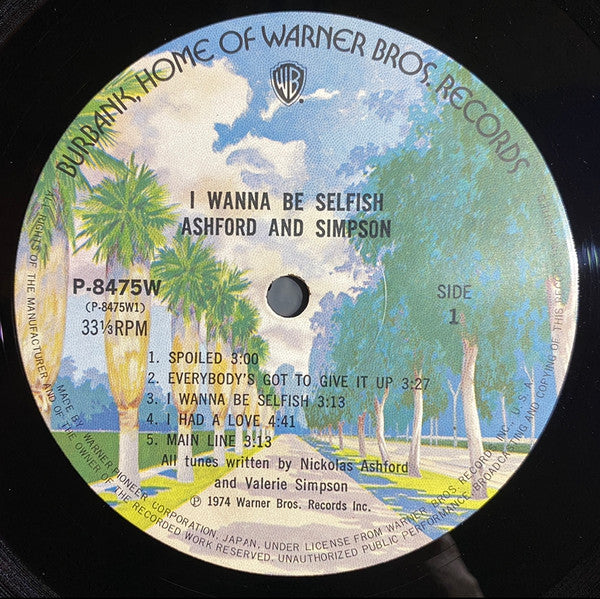 BURBANK, HOME OF WARNER BROS. RECORDS
WB
I WANNA BE SELFISH
ASHFORD AND SIMPSON
P-8475W
(P-8475W1)
33⅓RPM
SIDE
1
1. SPOILED 3:00
2. EVERYBODY'S GOT TO GIVE IT UP 3:27
3. I WANNA BE SELFISH 3:13
4. I HAD A LOVE 4:41
5. MAIN LINE 3:13
All tunes written by Nickolas Ashford
and Valerie Simpson
℗ 1974 Warner Bros. Records Inc.
MADE BY WARNER-PIONEER CORPORATION, JAPAN, UNDER LICENSE FROM WARNER BROS. RECORDS, INC., U.S.A.
ALL RIGHTS OF THE MANUFACTURER AND OF THE OWNER OF THE RECORDED WORK RESERVED. UNAUTHORIZED PUBLIC PERFORMANCE, BROADCASTING AND COPYING OF THIS RECORD